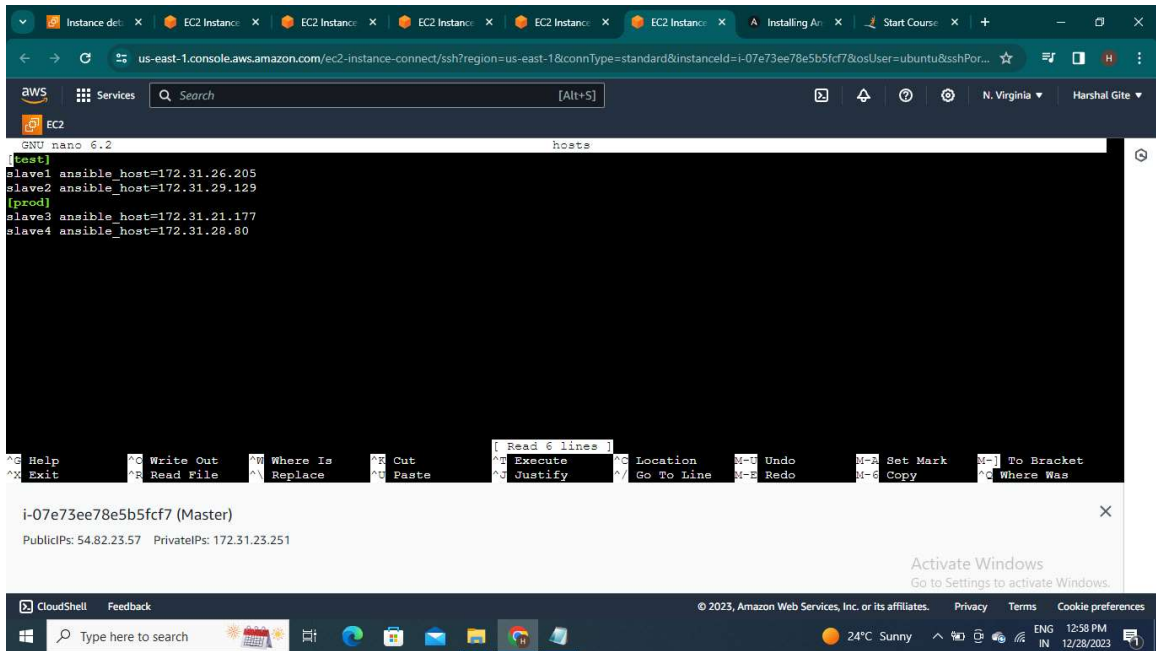 Instance det
EC2 Instance
EC2 Instance
EC2 Instance
EC2 Instance
EC2 Instance
Installing An
Start Course
us-east-1.console.aws.amazon.com/ec2-instance-connect/ssh?region=us-east-1&connType=standard&instanceId=i-07e73ee78e5b5fcf7&osUser=ubuntu&sshPor...
H
aws Services Search [Alt+S] N. Virginia Harshal Gite
EC2
GNU nano 6.2 hosts
[test]
slave1 ansible_host=172.31.26.205
slave2 ansible_host=172.31.29.129
[prod]
slave3 ansible_host=172.31.21.177
slave4 ansible_host=172.31.28.80
[ Read 6 lines ]
^G Help ^O Write Out ^W Where Is ^K Cut ^T Execute ^C Location M-U Undo M-A Set Mark M-] To Bracket
^X Exit ^R Read File ^\ Replace ^U Paste ^J Justify ^/ Go To Line M-E Redo M-6 Copy ^Q Where Was
i-07e73ee78e5b5fcf7 (Master)
PublicIPs: 54.82.23.57 PrivateIPs: 172.31.23.251
Activate Windows
Go to Settings to activate Windows.
CloudShell Feedback © 2023, Amazon Web Services, Inc. or its affiliates. Privacy Terms Cookie preferences
Type here to search 24°C Sunny ENG 12:58 PM
IN 12/28/2023